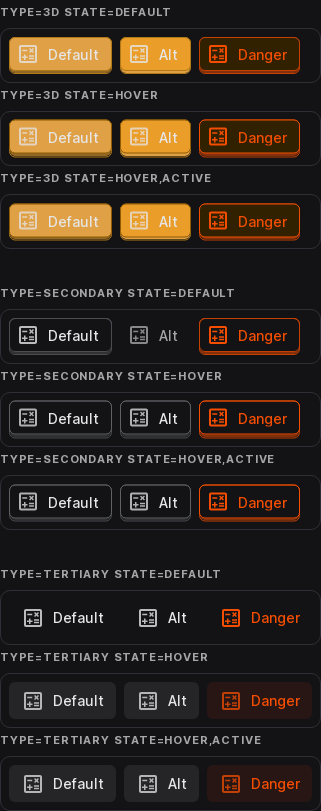 TYPE=3D STATE=DEFAULT
Default Alt Danger
TYPE=3D STATE=HOVER
Default Alt Danger
TYPE=3D STATE=HOVER,ACTIVE
Default Alt Danger
TYPE=SECONDARY STATE=DEFAULT
Default Alt Danger
TYPE=SECONDARY STATE=HOVER
Default Alt Danger
TYPE=SECONDARY STATE=HOVER,ACTIVE
Default Alt Danger
TYPE=TERTIARY STATE=DEFAULT
Default Alt Danger
TYPE=TERTIARY STATE=HOVER
Default Alt Danger
TYPE=TERTIARY STATE=HOVER,ACTIVE
Default Alt Danger